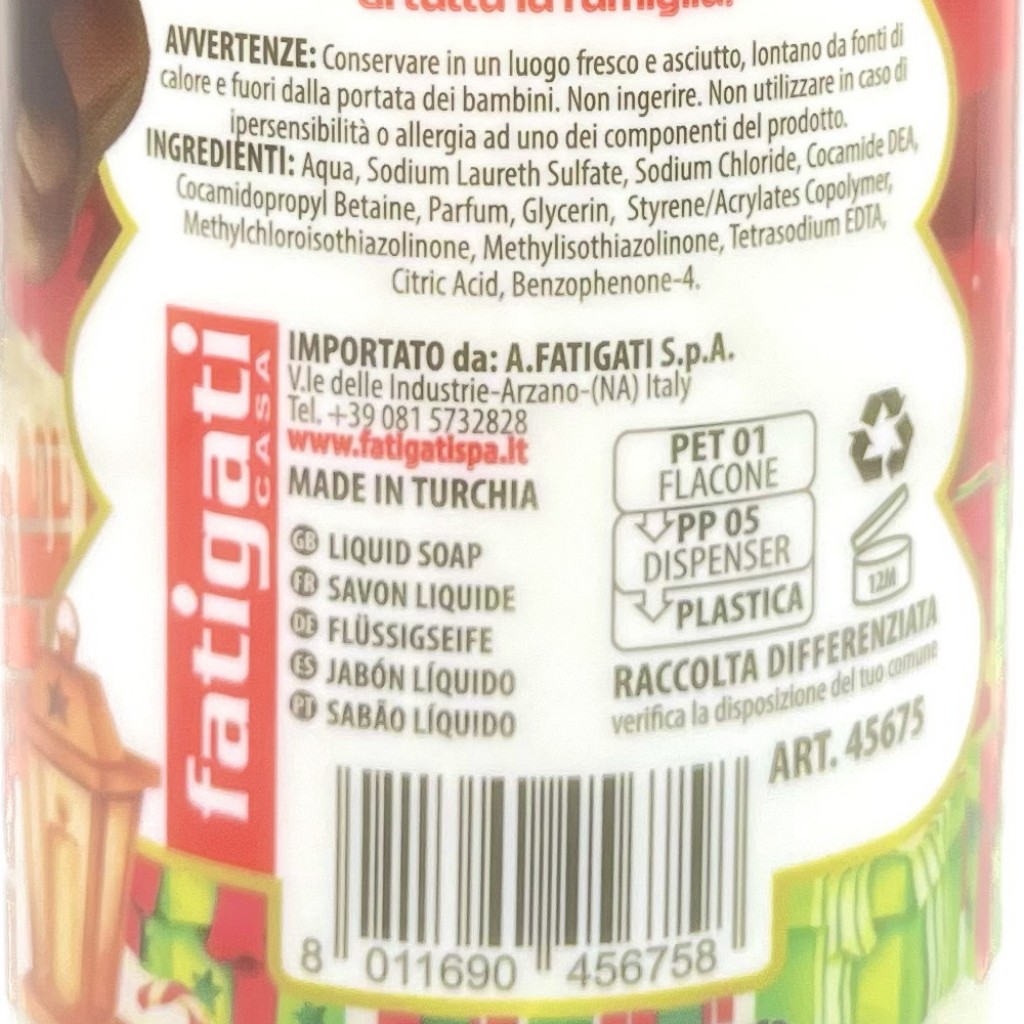 di tutta la famiglia!
AVVERTENZE: Conservare in un luogo fresco e asciutto, lontano da fonti di
calore e fuori dalla portata dei bambini. Non ingerire. Non utilizzare in caso di
ipersensibilità o allergia ad uno dei componenti del prodotto.
INGREDIENTI: Aqua, Sodium Laureth Sulfate, Sodium Chloride, Cocamide DEA,
Cocamidopropyl Betaine, Parfum, Glycerin, Styrene/Acrylates Copolymer,
Methylchloroisothiazolinone, Methylisothiazolinone, Tetrasodium EDTA,
Citric Acid, Benzophenone-4.
fatigati
CASA
IMPORTATO da: A.FATIGATI S.p.A.
V.le delle Industrie-Arzano-(NA) Italy
Tel. +39 081 5732828
www.fatigatispa.it
MADE IN TURCHIA
GB LIQUID SOAP
FR SAVON LIQUIDE
DE FLÜSSIGSEIFE
ES JABÓN LÍQUIDO
PT SABÃO LÍQUIDO
PET 01
FLACONE
PP 05
DISPENSER
PLASTICA
12M
RACCOLTA DIFFERENZIATA
verifica la disposizione del tuo comune
ART. 45675
8 011690 456758